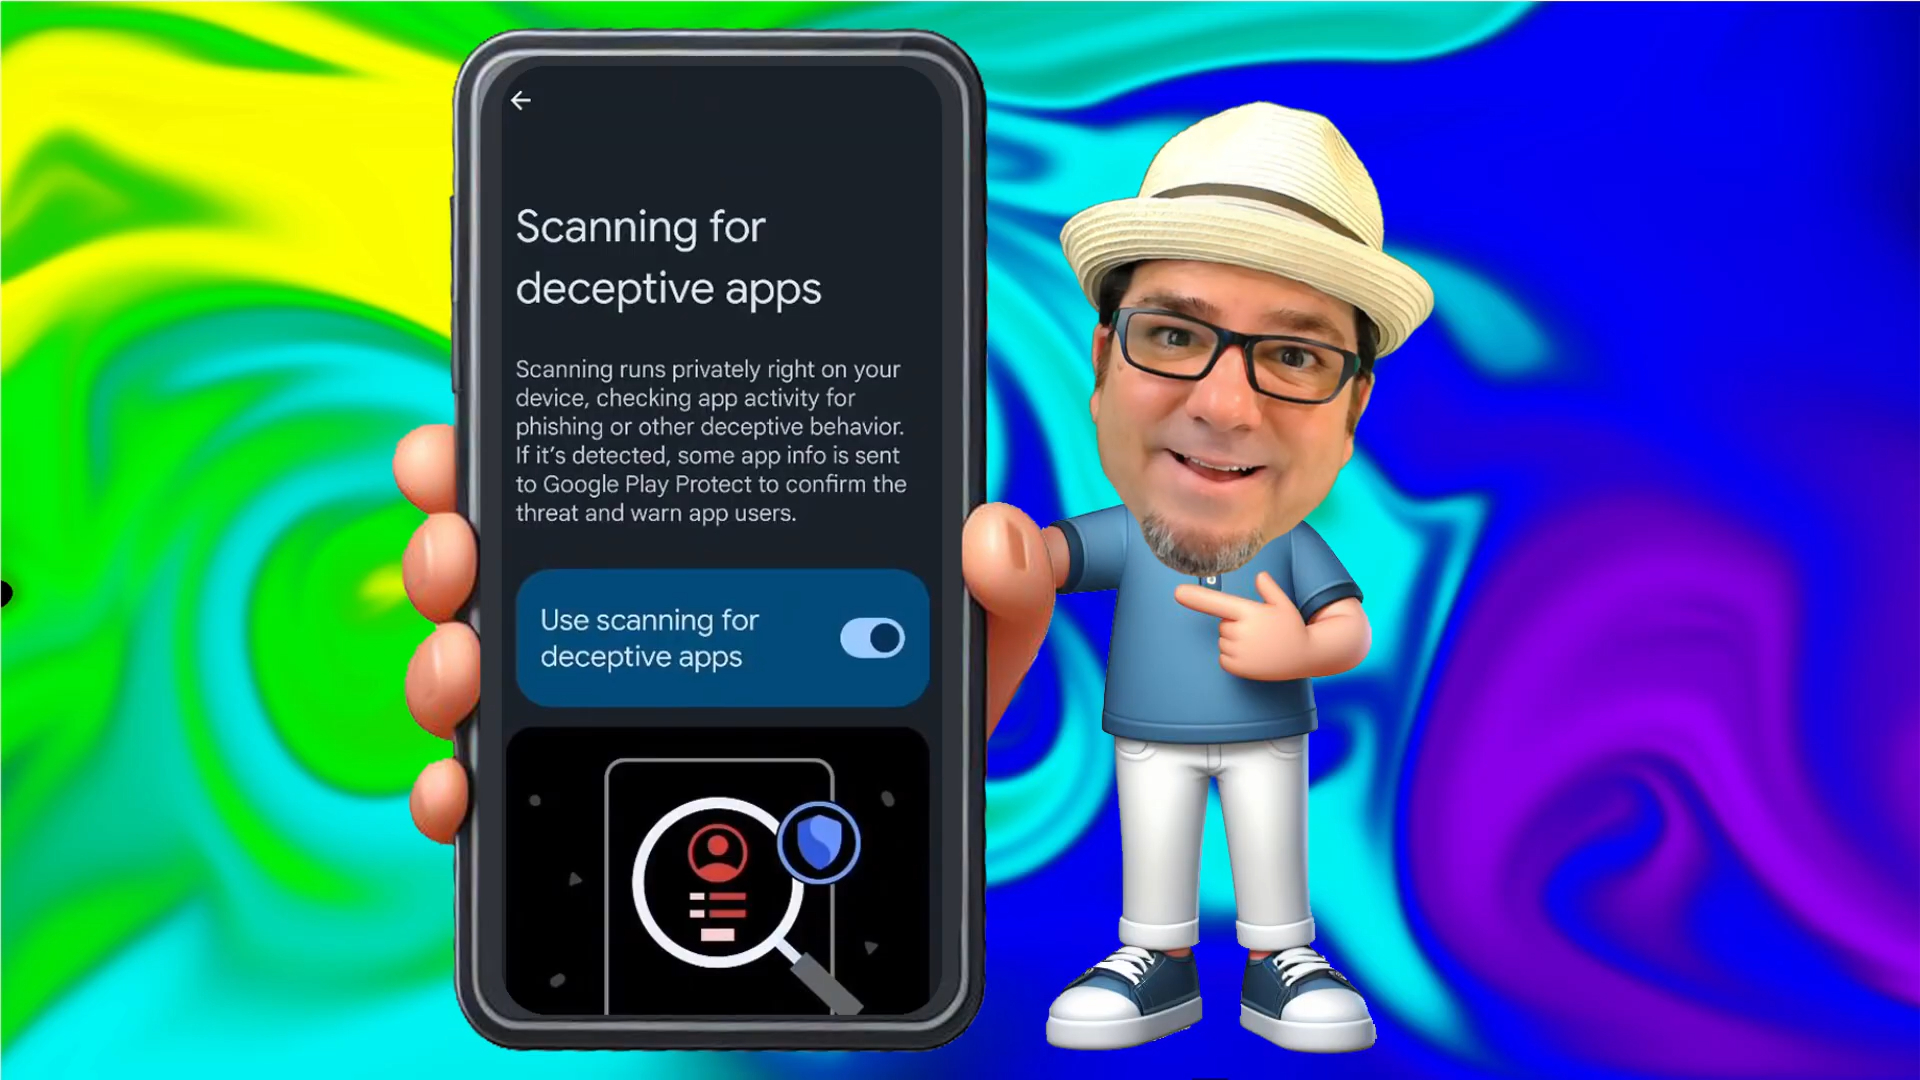 Scanning for
deceptive apps
Scanning runs privately right on your
device, checking app activity for
phishing or other deceptive behavior.
If it’s detected, some app info is sent
to Google Play Protect to confirm the
threat and warn app users.
Use scanning for
deceptive apps